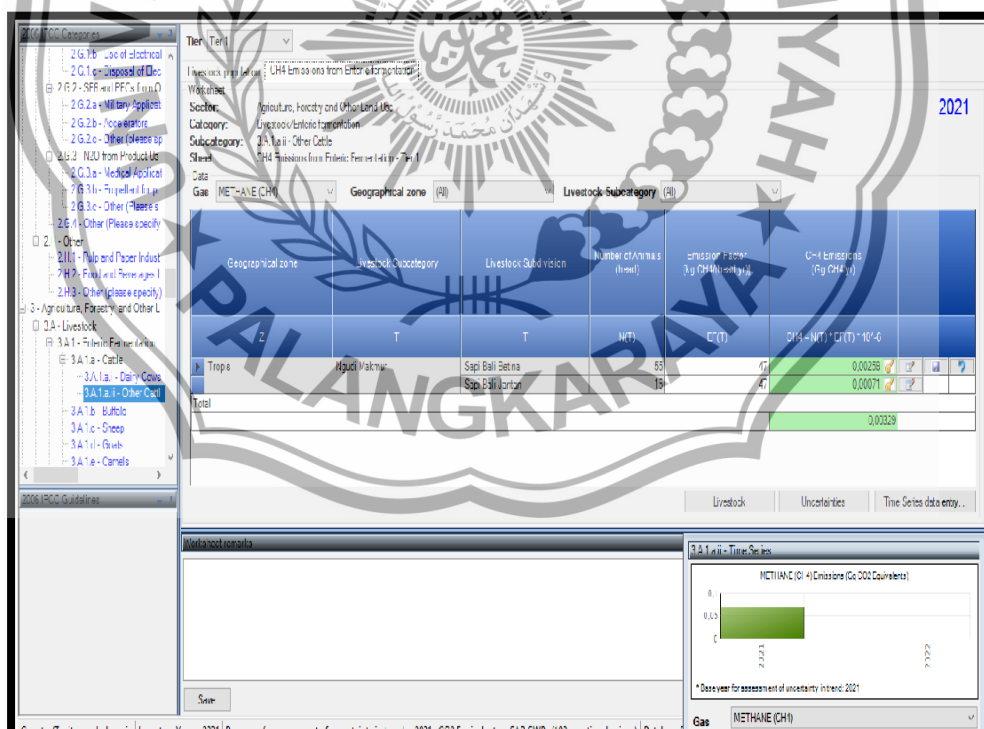 2006 IPCC Categories
2.G.1.b - Use of Electrical
2.G.1.c - Disposal of Elec
2.G.2 - SF6 and PFCs from O
2.G.2.a - Military Applicat
2.G.2.b - Accelerators
2.G.2.c - Other (please sp
2.G.3 - N2O from Product Us
2.G.3.a - Medical Applicat
2.G.3.b - Propellant for p
2.G.3.c - Other (Please s
2.G.4 - Other (Please specify
- Other
2.H.1 - Pulp and Paper Indust
2.H.2 - Food and Beverages I
2.H.3 - Other (please specify)
3 - Agriculture, Forestry, and Other L
3.A - Livestock
3.A.1 - Enteric Fermentation
3.A.1.a - Cattle
3.A.1.a.i - Dairy Cows
3.A.1.a.ii - Other Cattl
3.A.1.b - Buffalo
3.A.1.c - Sheep
3.A.1.d - Goats
3.A.1.e - Camels
2006 IPCC Guidelines
Tier Tier 1
Livestock population CH4 Emissions from Enteric fermentation
Worksheet
Sector: Agriculture, Forestry and Other Land Use
Category: Livestock/Enteric fermentation
Subcategory: 3.A.1.a.ii - Other Cattle
Sheet: CH4 Emissions from Enteric Fermentation - Tier 1
2021
Data
Gas METHANE (CH4) Geographical zone (All) Livestock Subcategory (All)
Geographical zone Livestock Subcategory Livestock Subdivision Number of Animals (head) Emission Factor [kg CH4/(head yr)] CH4 Emissions (Gg CH4/yr)
Z T T N(T) EF(T) CH4 = N(T) * EF(T) * 10^-6
Tropis Ngudi Makmur Sapi Bali Betina 55 47 0,00258
Sapi Bali Jantan 15 47 0,00071
Total
0,00329
Livestock Uncertainties Time Series data entry...
Worksheet remarks
Save
3.A.1.a.ii - Time Series
METHANE (CH4) Emissions (Gg CO2 Equivalents)
0,1
0,05
0
2021 2022
* Base year for assessment of uncertainty in trend: 2021
Gas METHANE (CH4)
PALANGKARAYA